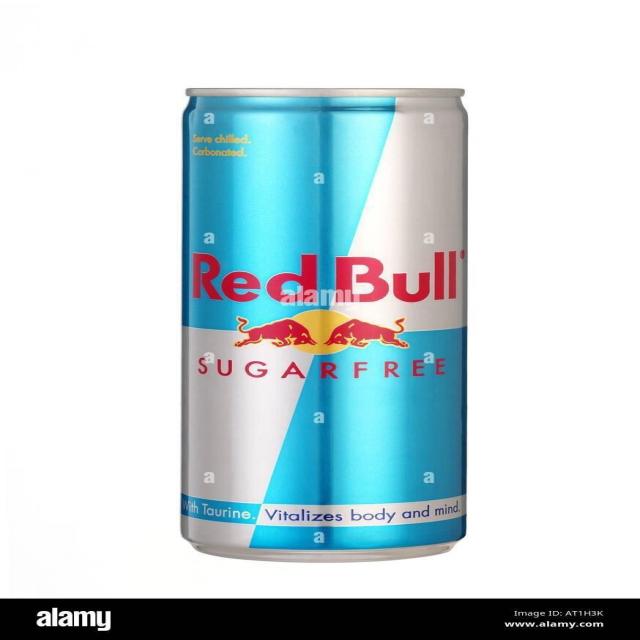 Serve chilled.
Carbonated.
Red Bull
SUGARFREE
With Taurine. Vitalizes body and mind.
alamy
a
a
a
a
a
a
a
a
a
a
alamy
Image ID: AT1H3K
www.alamy.com